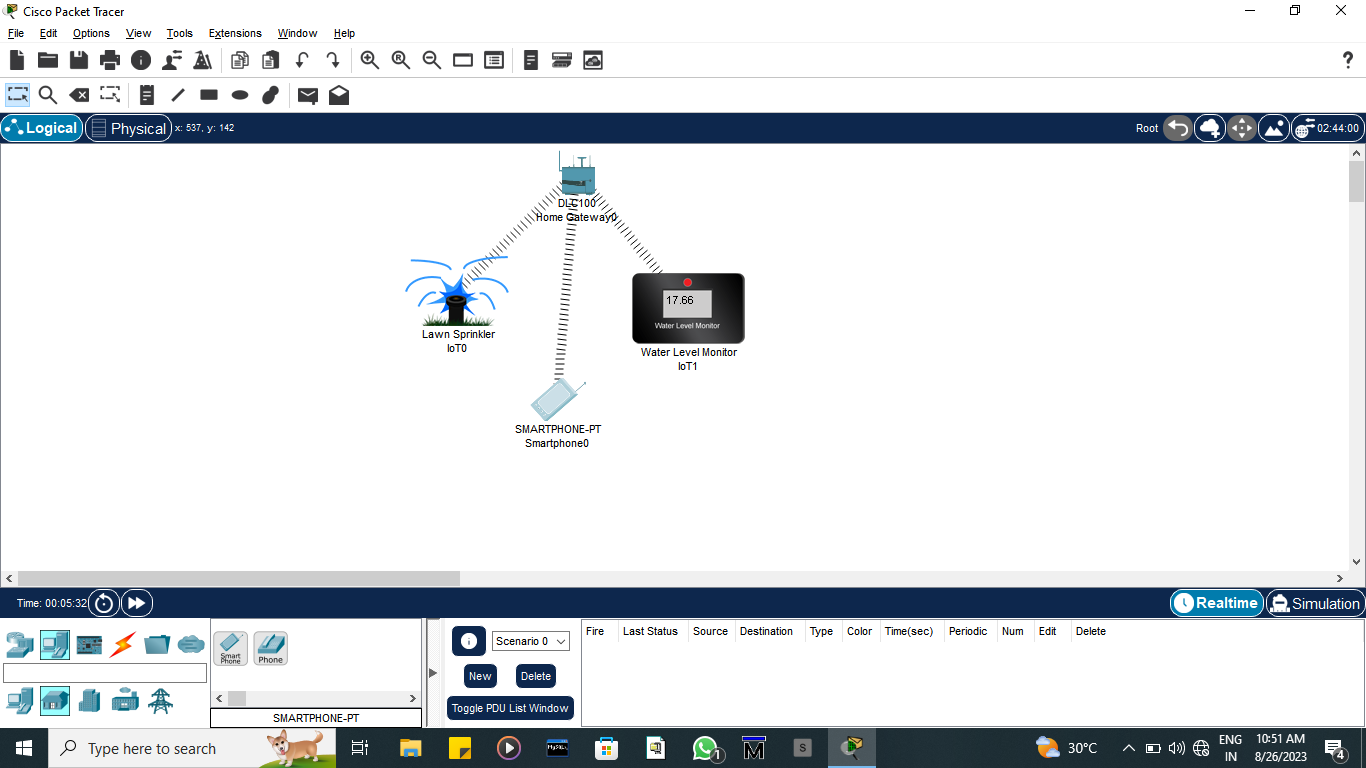 Cisco Packet Tracer
File Edit Options View Tools Extensions Window Help
?
Logical Physical x: 537, y: 142 Root 02:44:00
DLC100
Home Gateway0
17.66
Water Level Monitor
Lawn Sprinkler
IoT0
Water Level Monitor
IoT1
SMARTPHONE-PT
Smartphone0
Time: 00:05:32 Realtime Simulation
Fire Last Status Source Destination Type Color Time(sec) Periodic Num Edit Delete
Scenario 0
Smart
Phone
Phone
New Delete
Toggle PDU List Window
SMARTPHONE-PT
Type here to search
MySQL
1
M
S
30°C
ENG
IN
10:51 AM
8/26/2023
4